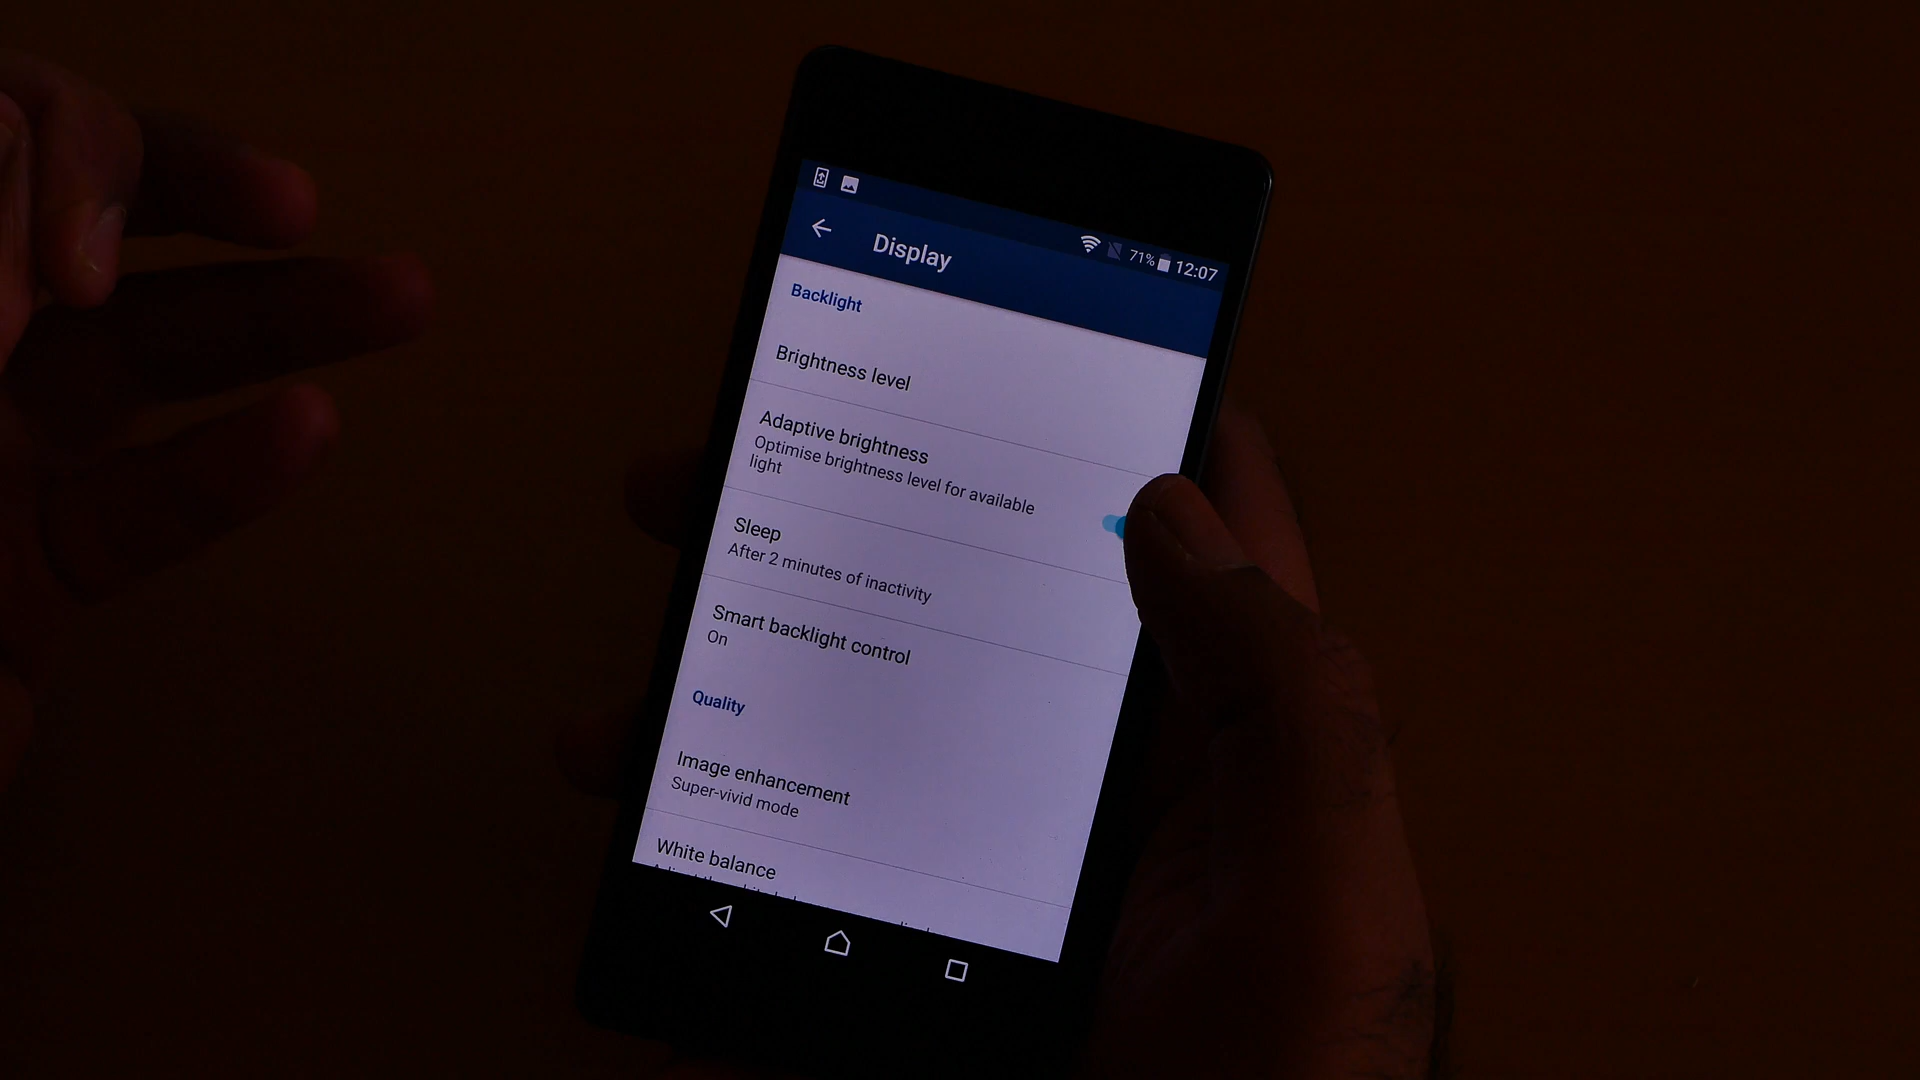 71% 12:07
Display
Backlight
Brightness level
Adaptive brightness
Optimise brightness level for available
light
Sleep
After 2 minutes of inactivity
Smart backlight control
On
Quality
Image enhancement
Super-vivid mode
White balance